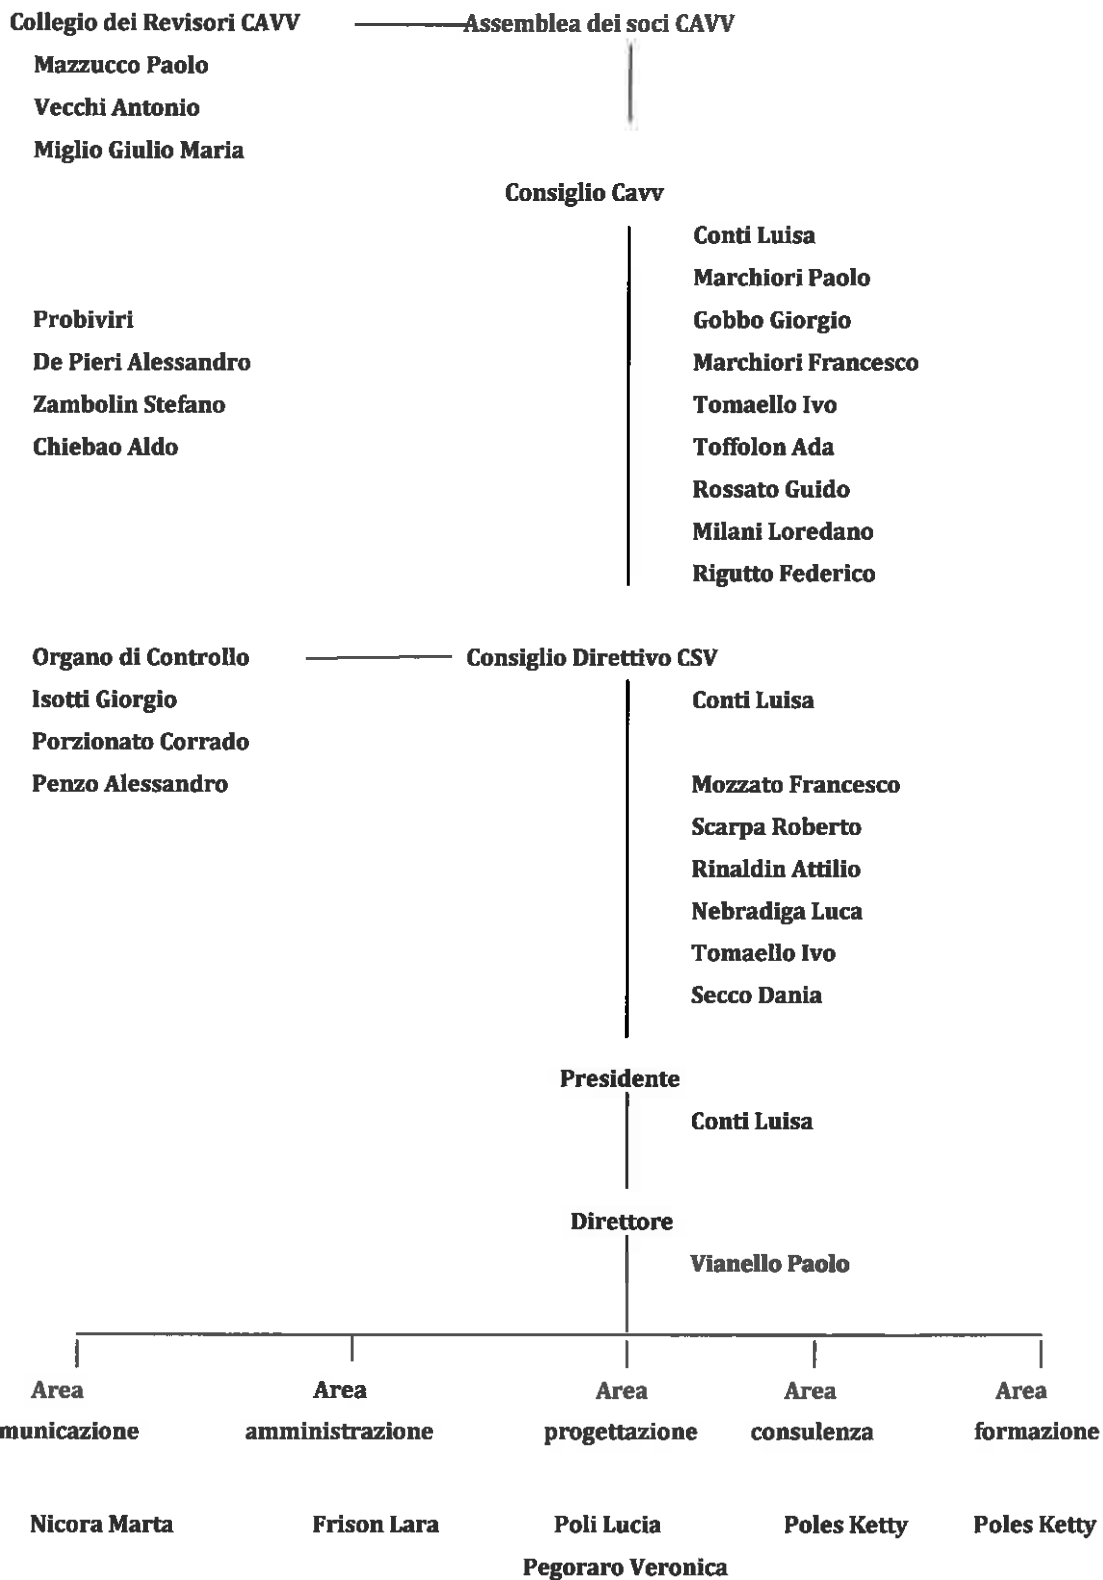 Collegio dei Revisori CAVV Assemblea dei soci CAVV
Mazzucco Paolo
Vecchi Antonio
Miglio Giulio Maria
Consiglio Cavv
Conti Luisa
Marchiori Paolo
Probiviri Gobbo Giorgio
De Pieri Alessandro Marchiori Francesco
Zambolin Stefano Tomaello Ivo
Chiebao Aldo Toffolon Ada
Rossato Guido
Milani Loredano
Rigutto Federico
Organo di Controllo Consiglio Direttivo CSV
Isotti Giorgio Conti Luisa
Porzionato Corrado
Penzo Alessandro Mozzato Francesco
Scarpa Roberto
Rinaldin Attilio
Nebradiga Luca
Tomaello Ivo
Secco Dania
Presidente
Conti Luisa
Direttore
Vianello Paolo
Area Area Area Area Area
municazione amministrazione progettazione consulenza formazione
Nicora Marta Frison Lara Poli Lucia Poles Ketty Poles Ketty
Pegoraro Veronica